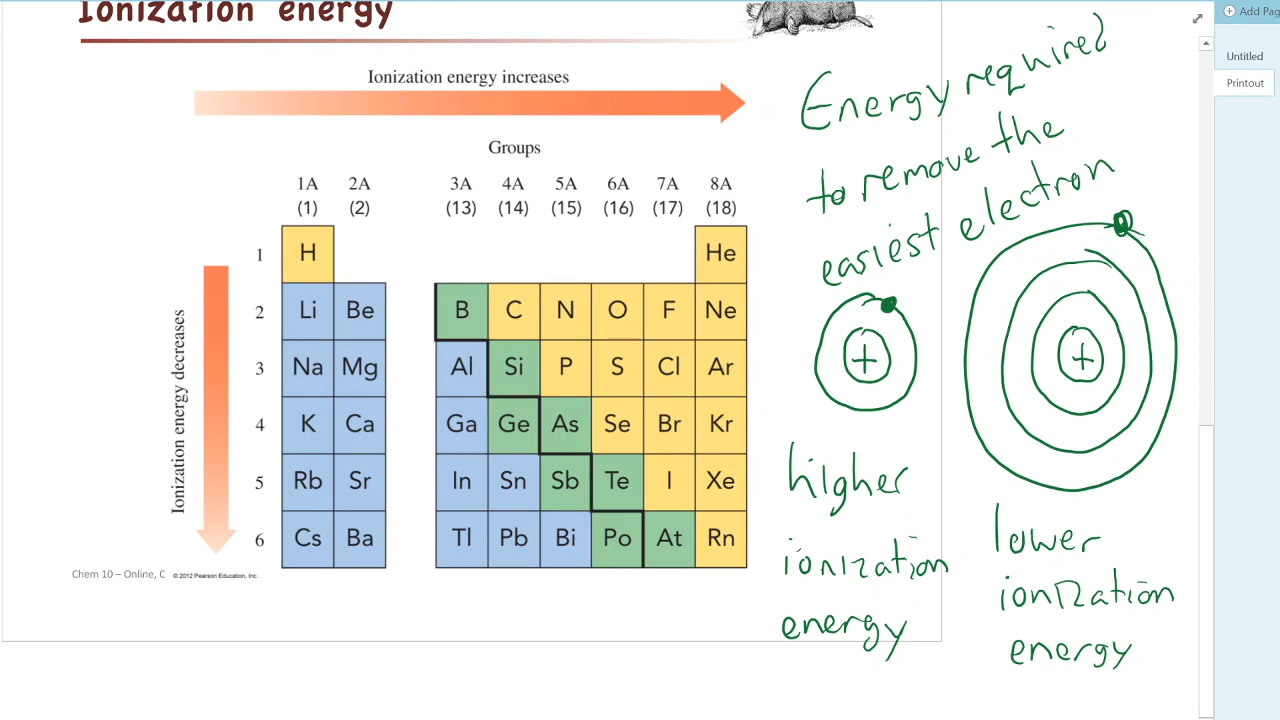 Ionization energy
Add Pag
Untitled
Printout
Ionization energy increases
Groups
1A 2A 3A 4A 5A 6A 7A 8A
(1) (2) (13) (14) (15) (16) (17) (18)
Ionization energy decreases
1 H He
2 Li Be B C N O F Ne
3 Na Mg Al Si P S Cl Ar
4 K Ca Ga Ge As Se Br Kr
5 Rb Sr In Sn Sb Te I Xe
6 Cs Ba Tl Pb Bi Po At Rn
Chem 10 – Online, C © 2012 Pearson Education, Inc.
Energy required
to remove the
easiest electron
+
+
higher
ionization
energy
lower
ionization
energy